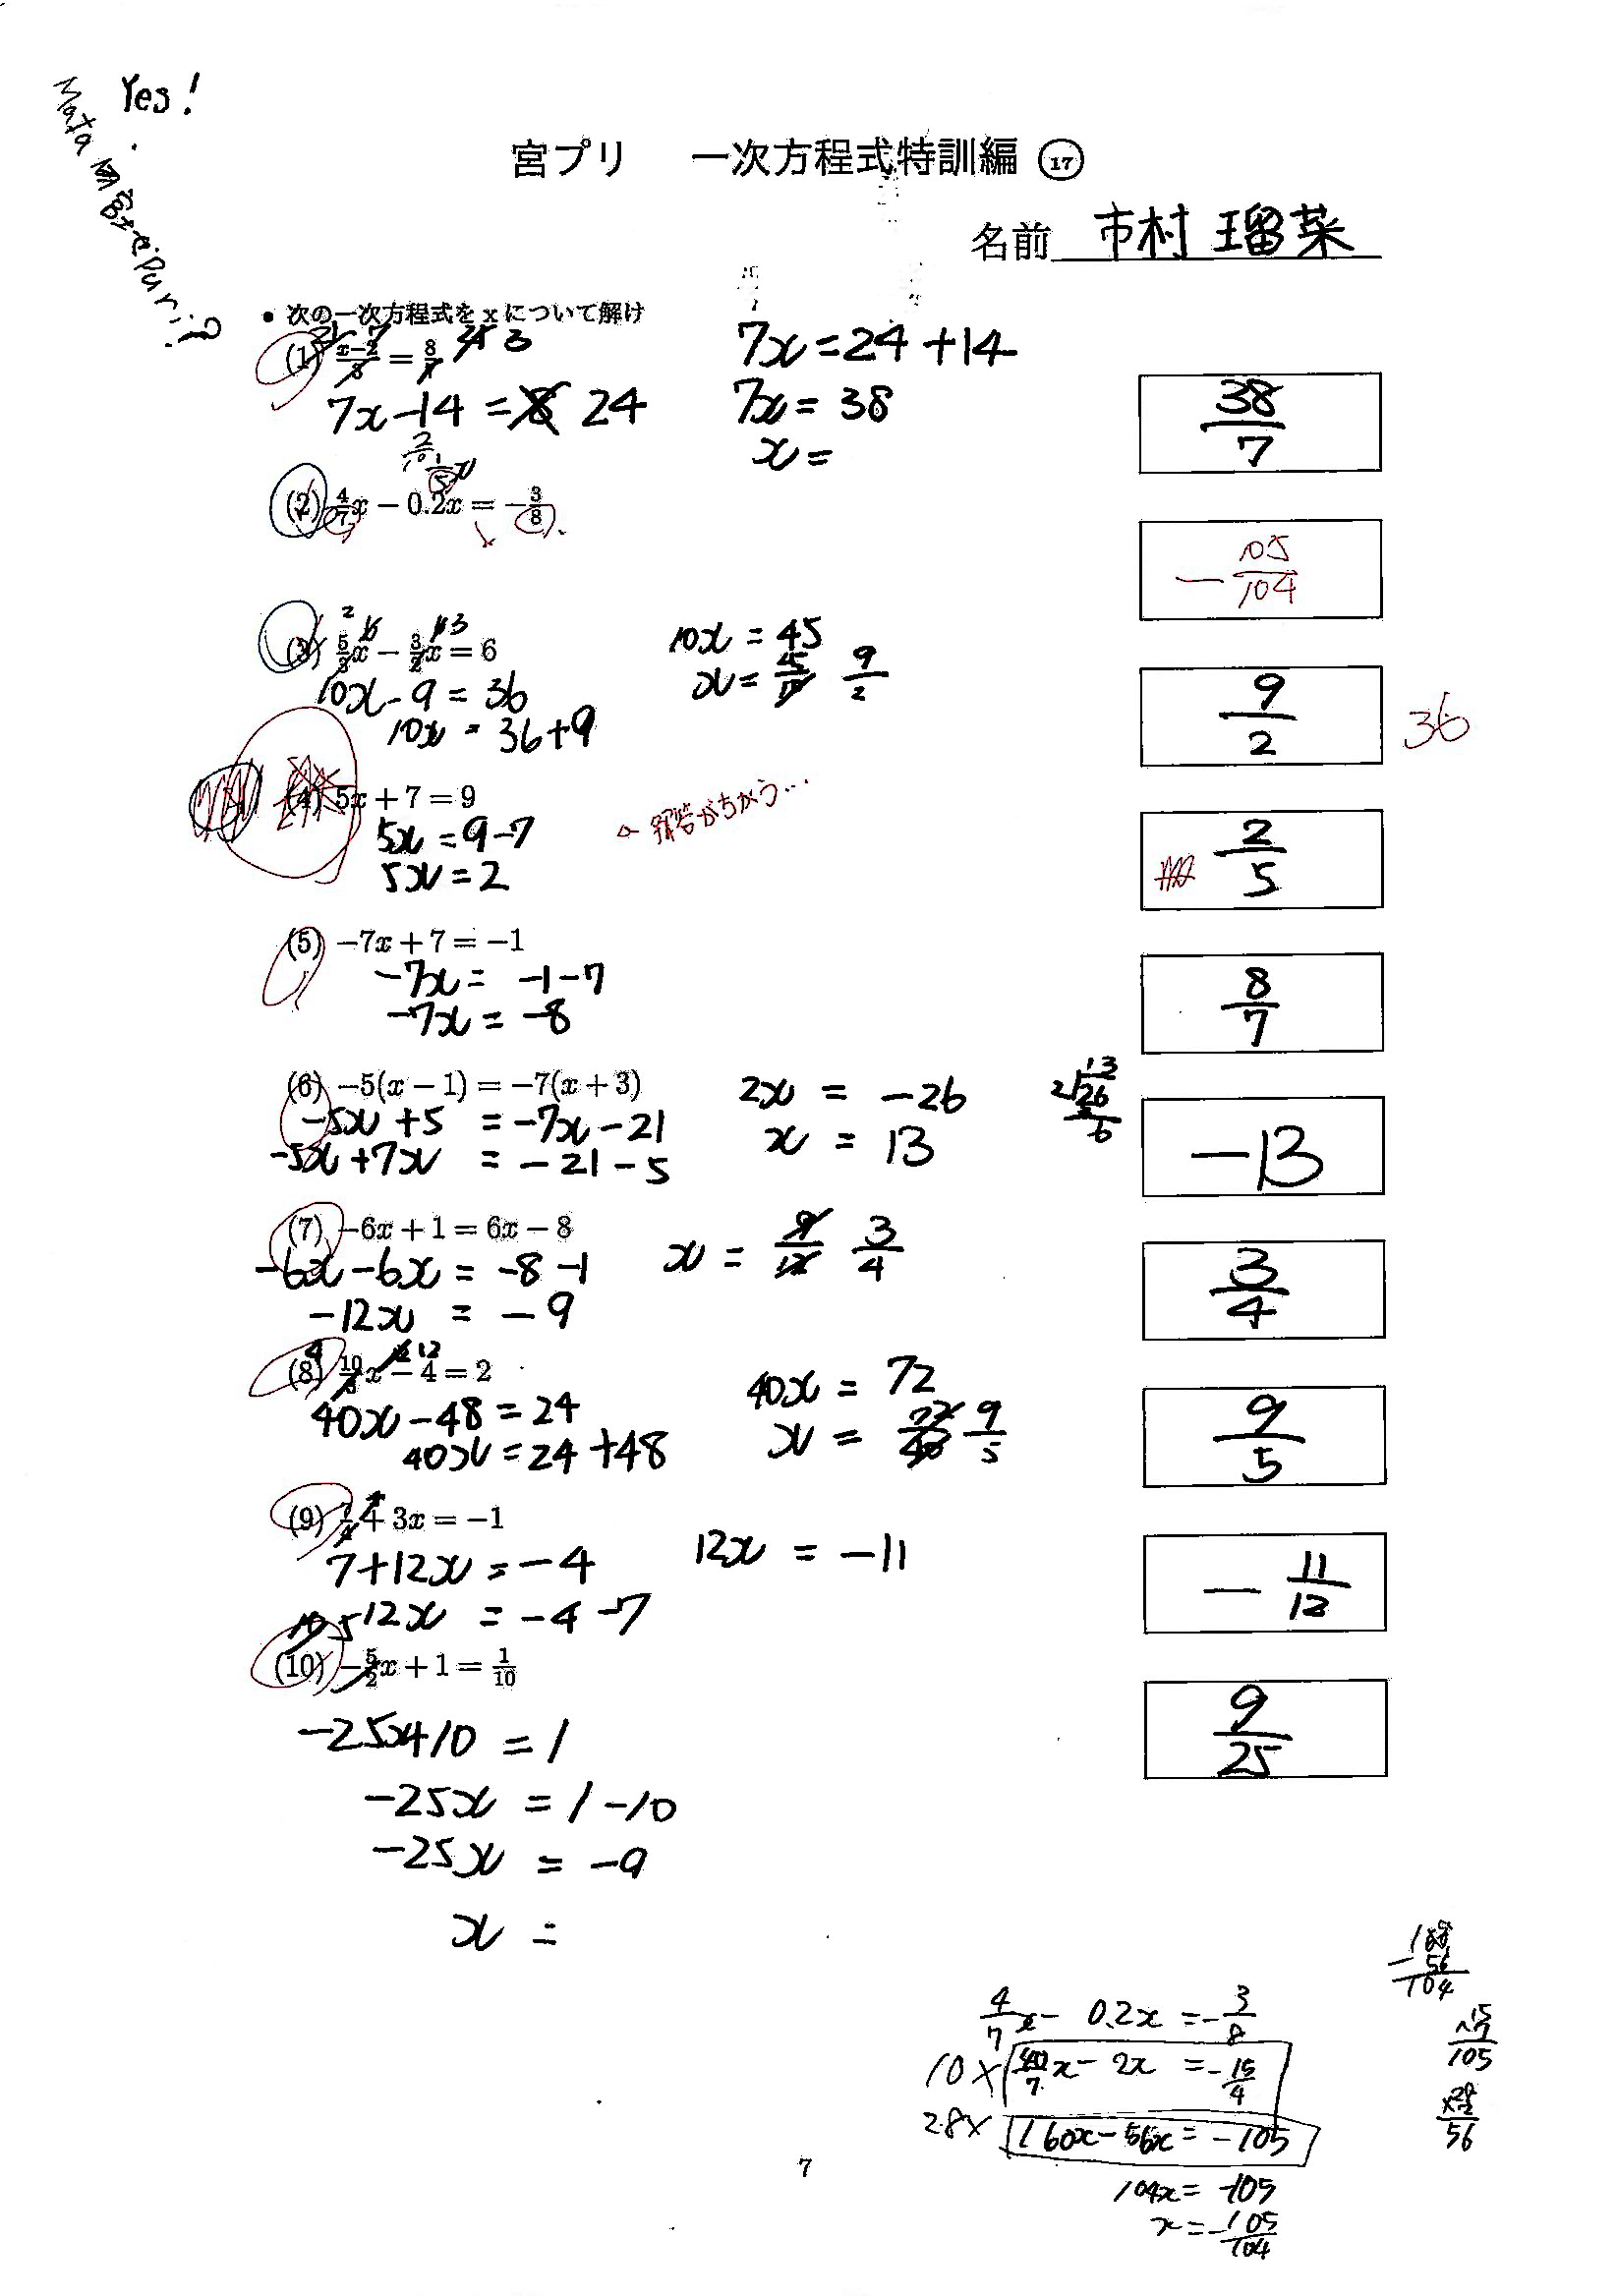 Yes!
宮プリ 一次方程式特訓編 ⑰
名前 市村 瑠菜
• 次の一次方程式を x について解け
(1) \frac{x-2}{3} = \frac{8}{7} 3
7x-14 = 24
7x = 24 + 14
7x = 38
x =
\frac{38}{7}
(2) \frac{4}{7}x - 0.2x = -\frac{3}{8}
-\frac{105}{104}
(3) \frac{5}{3}x - \frac{3}{2}x = 6
10x - 9 = 36
10x = 36+9
10x = 45
x = \frac{45}{10} \frac{9}{2}
\frac{9}{2}
36
(4) 5x + 7 = 9
5x = 9-7
5x = 2
解答がちがう…
\frac{2}{5}
(5) -7x + 7 = -1
-7x = -1-7
-7x = -8
\frac{8}{7}
(6) -5(x - 1) = -7(x + 3)
-5x +5 = -7x - 21
-5x +7x = -21 - 5
2x = -26
x = 13
-13
(7) -6x + 1 = 6x - 8
-6x - 6x = -8 -1
-12x = -9
x = \frac{9}{12} \frac{3}{4}
\frac{3}{4}
(8) \frac{10}{3}x - 4 = 2
40x - 48 = 24
40x = 24 +48
40x = 72
x = \frac{72}{40} \frac{9}{5}
\frac{9}{5}
(9) \frac{7}{4} + 3x = -1
7+12x = -4
12x = -4 -7
12x = -11
-\frac{11}{12}
(10) -\frac{5}{2}x + 1 = \frac{1}{10}
-25x+10 = 1
-25x = 1 -10
-25x = -9
x =
\frac{9}{25}
\frac{4}{7}x - 0.2x = -\frac{3}{8}
10× \frac{40}{7}x - 2x = -\frac{15}{4}
28× 160x - 56x = -105
104x = -105
x = -\frac{105}{104}
- 56
104
15
×7
105
56
7